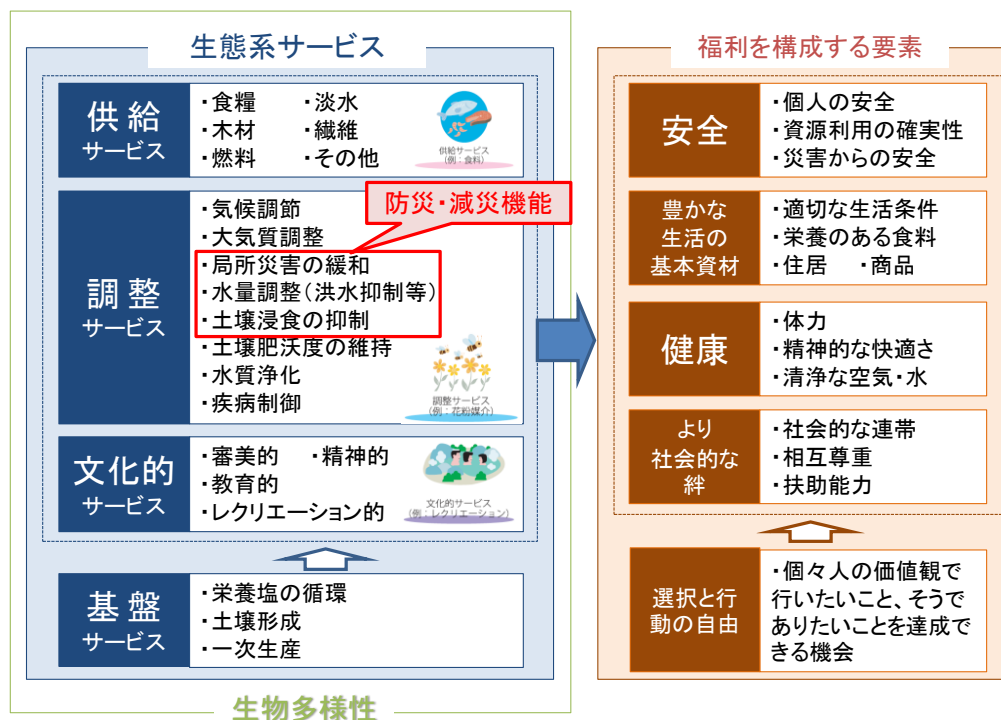 生態系サービス
供 給
サービス
・食糧 ・淡水
・木材 ・繊維
・燃料 ・その他
供給サービス
(例：食料)
防災・減災機能
調 整
サービス
・気候調節
・大気質調整
・局所災害の緩和
・水量調整(洪水抑制等)
・土壌浸食の抑制
・土壌肥沃度の維持
・水質浄化
・疾病制御
調整サービス
(例：花粉媒介)
文化的
サービス
・審美的 ・精神的
・教育的
・レクリエーション的
文化的サービス
(例：レクリエーション)
基 盤
サービス
・栄養塩の循環
・土壌形成
・一次生産
生物多様性
福利を構成する要素
安全
・個人の安全
・資源利用の確実性
・災害からの安全
豊かな
生活の
基本資材
・適切な生活条件
・栄養のある食料
・住居 ・商品
健康
・体力
・精神的な快適さ
・清浄な空気・水
より
社会的な
絆
・社会的な連帯
・相互尊重
・扶助能力
選択と行
動の自由
・個々人の価値観で
行いたいこと、そうで
ありたいことを達成で
きる機会